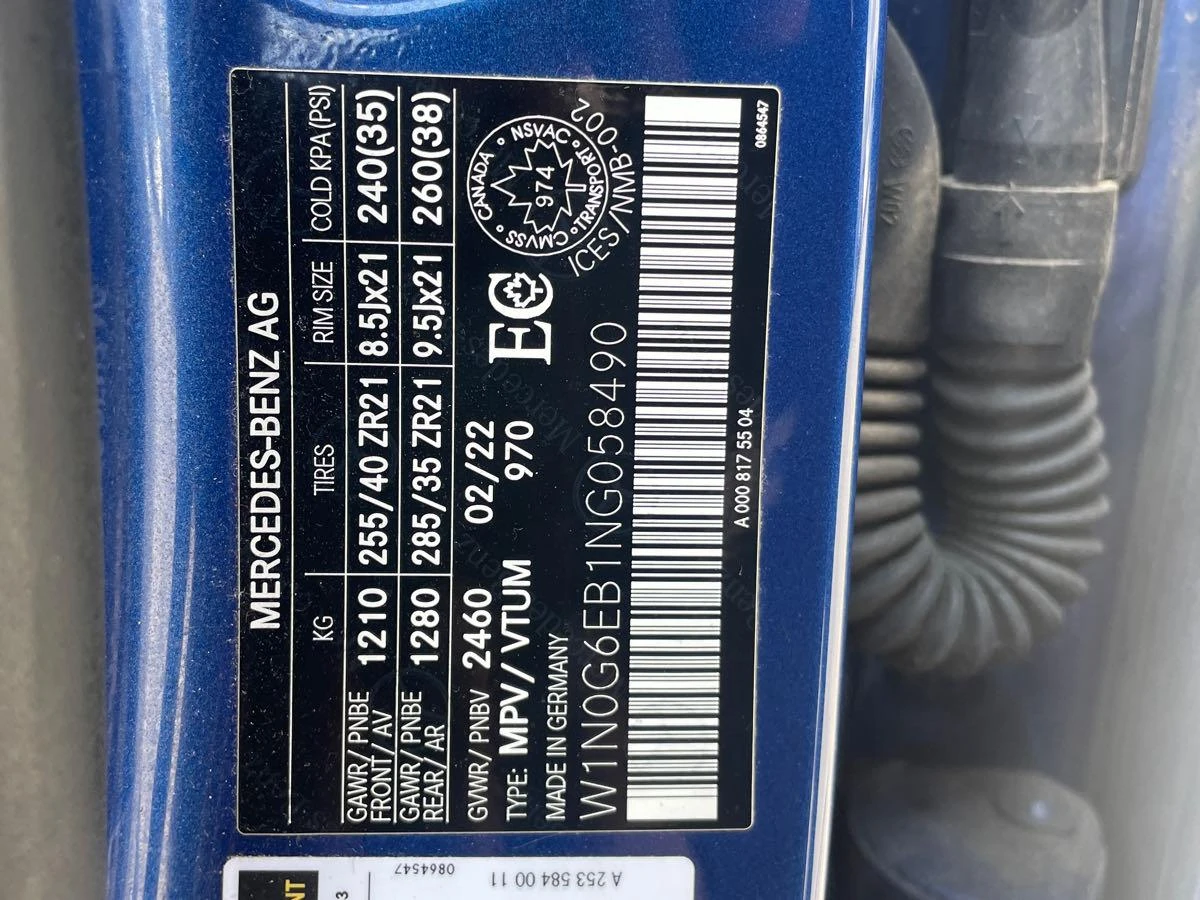 MERCEDES-BENZ AG
KG TIRES RIM SIZE COLD KPA(PSI)
GAWR/ PNBE
FRONT/ AV 1210 255/40 ZR21 8.5Jx21 240(35)
GAWR/ PNBE
REAR/ AR 1280 285/35 ZR21 9.5Jx21 260(38)
GVWR/ PNBV 2460 02/22
TYPE: MPV/VTUM 970
MADE IN GERMANY
EC
CANADA • NSVAC • TRANSPORT • CMVSS •
974
ICES/NMB-002
W1N0G6EB1NG058490
A 000 817 55 04
0864547
NT
3
0864547
A 253 584 00 11